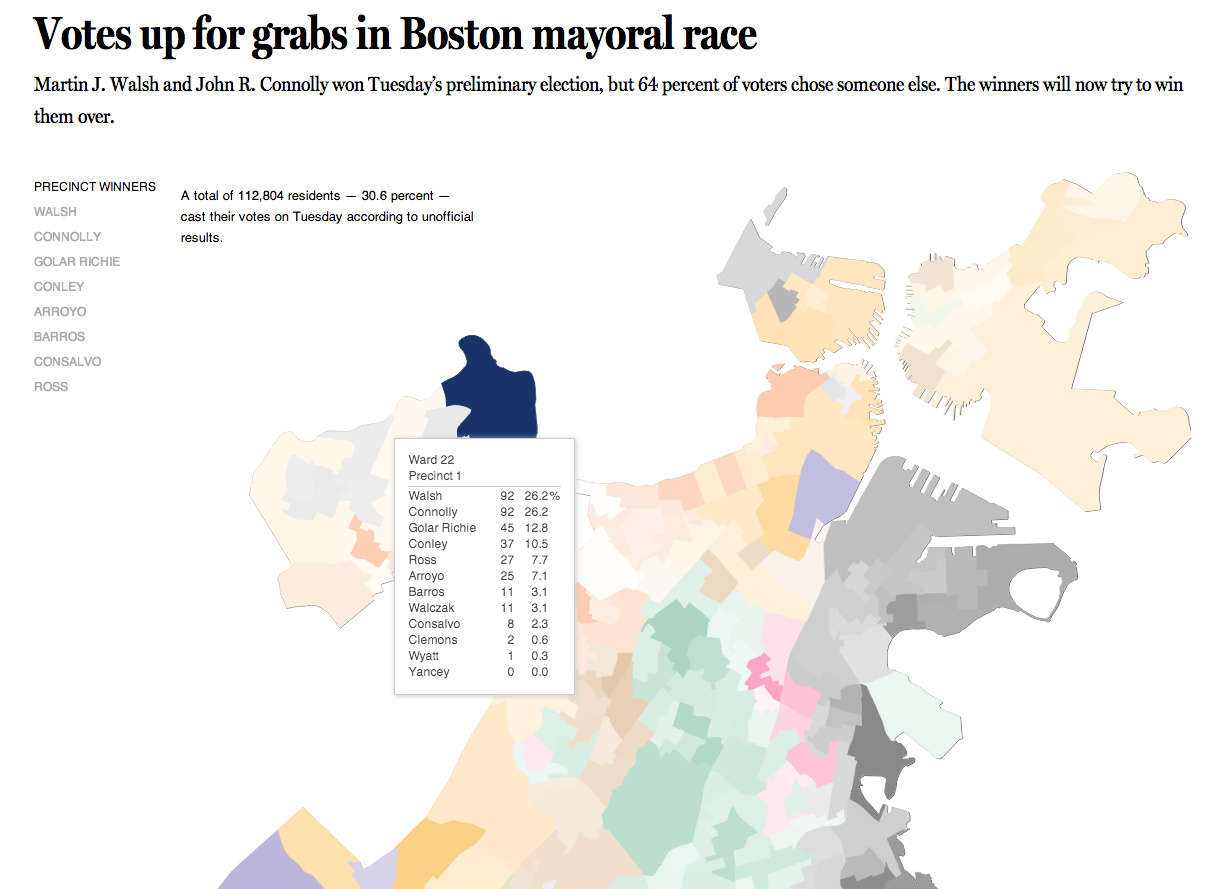 Votes up for grabs in Boston mayoral race
Martin J. Walsh and John R. Connolly won Tuesday’s preliminary election, but 64 percent of voters chose someone else. The winners will now try to win
them over.
PRECINCT WINNERS
WALSH
CONNOLLY
GOLAR RICHIE
CONLEY
ARROYO
BARROS
CONSALVO
ROSS
A total of 112,804 residents — 30.6 percent —
cast their votes on Tuesday according to unofficial
results.
Ward 22
Precinct 1
Walsh 92 26.2%
Connolly 92 26.2
Golar Richie 45 12.8
Conley 37 10.5
Ross 27 7.7
Arroyo 25 7.1
Barros 11 3.1
Walczak 11 3.1
Consalvo 8 2.3
Clemons 2 0.6
Wyatt 1 0.3
Yancey 0 0.0